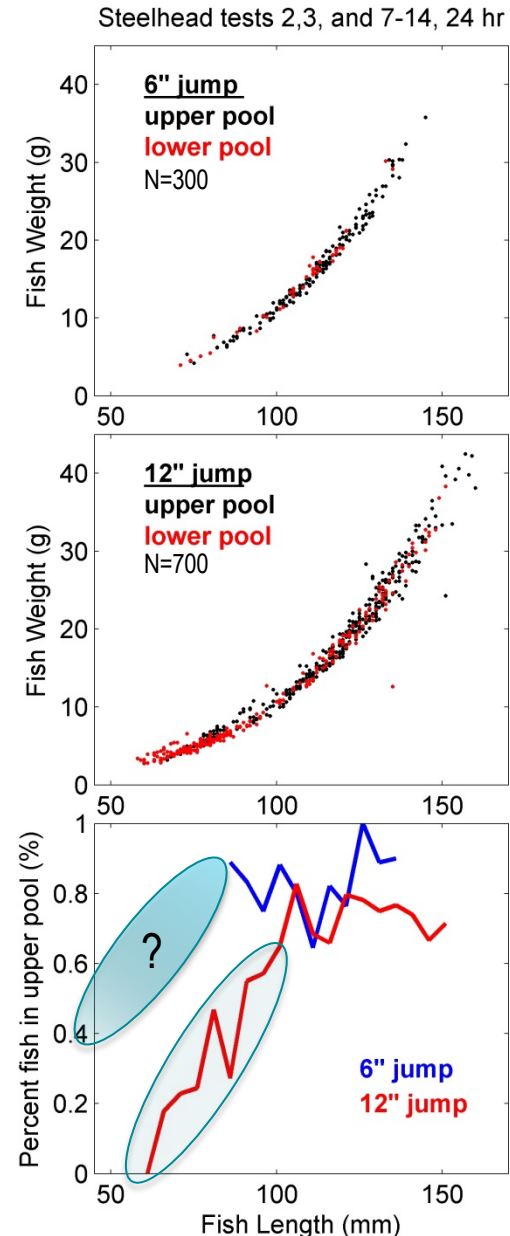 Steelhead tests 2,3, and 7-14, 24 hr
40
30
20
10
0
Fish Weight (g)
6" jump
upper pool
lower pool
N=300
50
100
150
40
30
20
10
0
Fish Weight (g)
12" jump
upper pool
lower pool
N=700
50
100
150
1
0.8
0.6
0.4
0.2
0
Percent fish in upper pool (%)
?
6" jump
12" jump
50
100
150
Fish Length (mm)